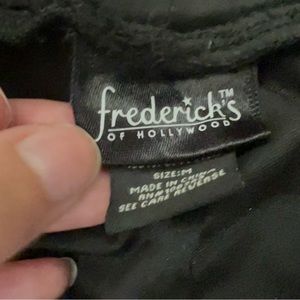 frederick's™
OF HOLLYWOOD
SIZE:M
MADE IN CHINA
SEE CARE REVERSE